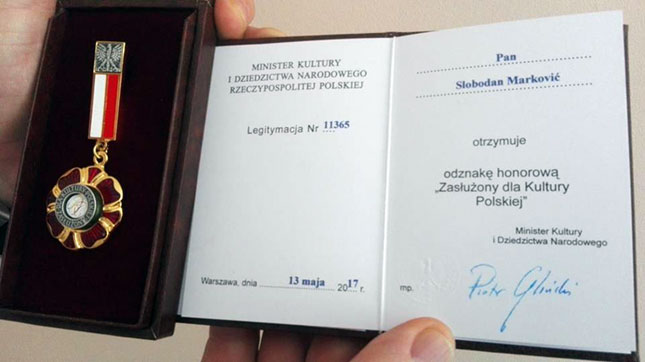 MINISTER KULTURY
I DZIEDZICTWA NARODOWEGO
RZECZYPOSPOLITEJ POLSKIEJ
Legitymacja Nr 11365
Warszawa, dnia 13 maja 2017 r.
Pan
Slobodan Marković
otrzymuje
odznakę honorową
„Zasłużony dla Kultury
Polskiej”
Minister Kultury
i Dziedzictwa Narodowego
mp.
Piotr Gliński